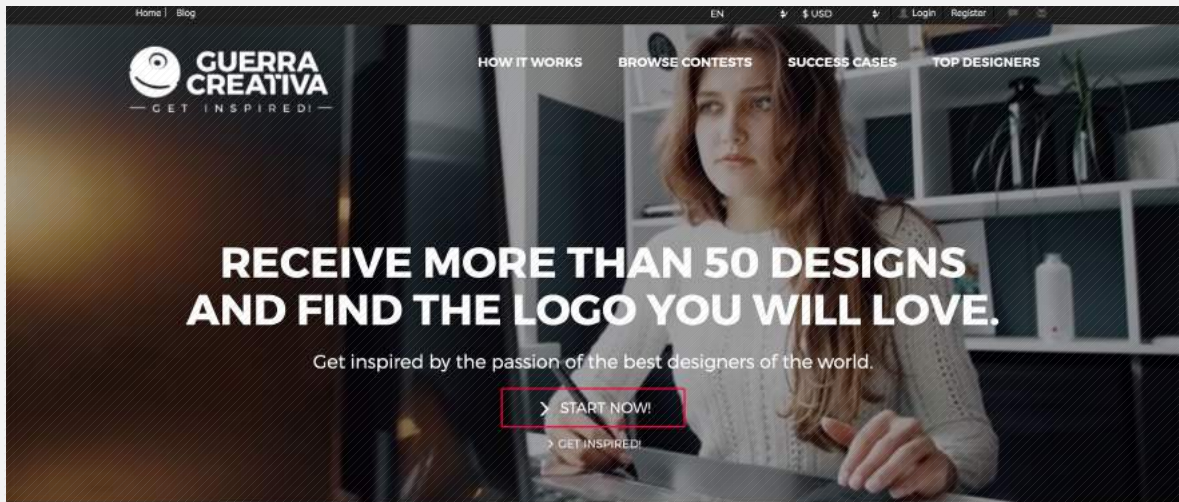 Home | Blog
EN $ USD Login Register
GUERRA
CREATIVA
GET INSPIRED!
HOW IT WORKS BROWSE CONTESTS SUCCESS CASES TOP DESIGNERS
RECEIVE MORE THAN 50 DESIGNS
AND FIND THE LOGO YOU WILL LOVE.
Get inspired by the passion of the best designers of the world.
> START NOW!
> GET INSPIRED!